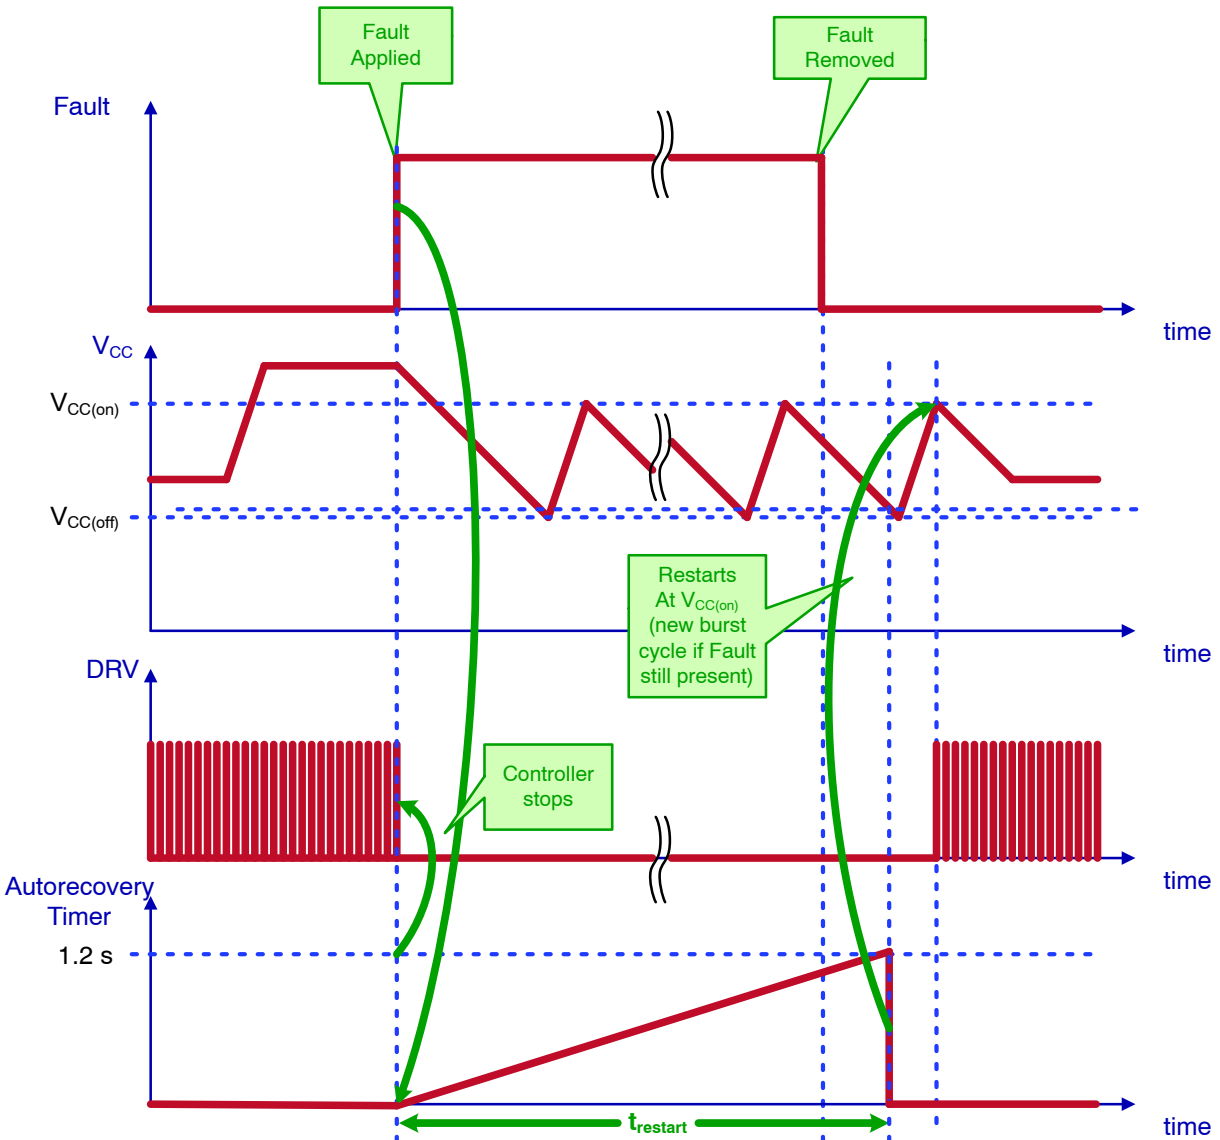 Fault
Applied
Fault
Removed
Fault
time
VCC
VCC(on)
VCC(off)
Restarts
At VCC(on)
(new burst
cycle if Fault
still present)
time
DRV
Controller
stops
time
Autorecovery
Timer
1.2 s
trestart
time